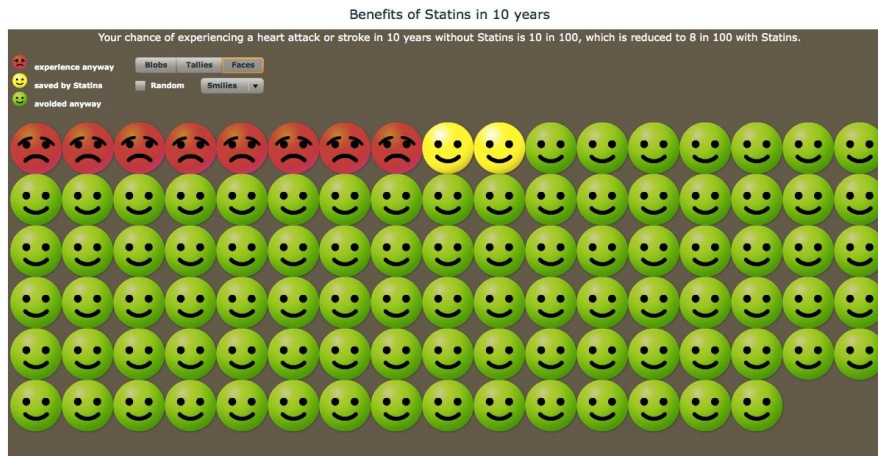 Benefits of Statins in 10 years
Your chance of experiencing a heart attack or stroke in 10 years without Statins is 10 in 100, which is reduced to 8 in 100 with Statins.
experience anyway
Blobs Tallies Faces
saved by Statins
Random Smilies
avoided anyway